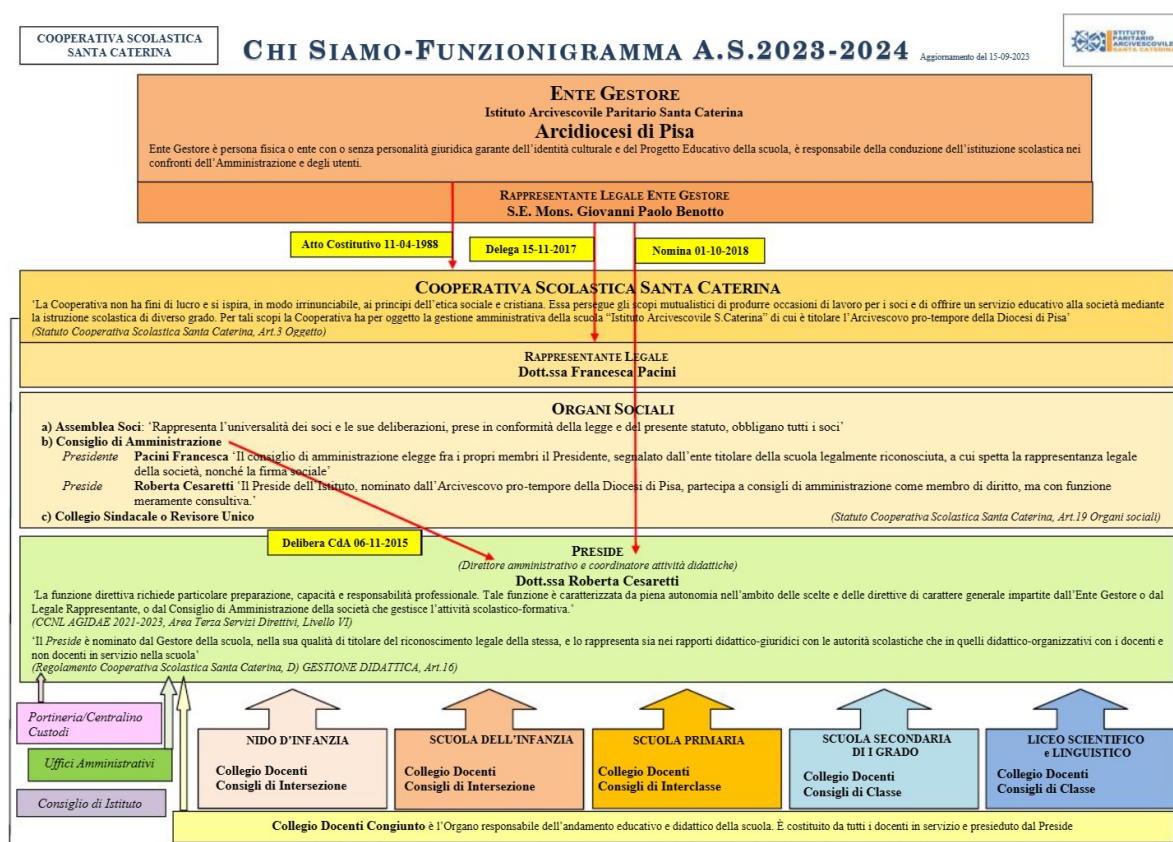 COOPERATIVA SCOLASTICA
SANTA CATERINA
CHI SIAMO-FUNZIONIGRAMMA A.S.2023-2024
Aggiornamento del 15-09-2023
ISTITUTO
PARITARIO
ARCIVESCOVILE
SANTA CATERINA
ENTE GESTORE
Istituto Arcivescovile Paritario Santa Caterina
Arcidiocesi di Pisa
Ente Gestore è persona fisica o ente con o senza personalità giuridica garante dell'identità culturale e del Progetto Educativo della scuola, è responsabile della conduzione dell'istituzione scolastica nei
confronti dell'Amministrazione e degli utenti.
RAPPRESENTANTE LEGALE ENTE GESTORE
S.E. Mons. Giovanni Paolo Benotto
Atto Costitutivo 11-04-1988
Delega 15-11-2017
Nomina 01-10-2018
COOPERATIVA SCOLASTICA SANTA CATERINA
'La Cooperativa non ha fini di lucro e si ispira, in modo irrinunciabile, ai principi dell'etica sociale e cristiana. Essa persegue gli scopi mutualistici di produrre occasioni di lavoro per i soci e di offrire un servizio educativo alla società mediante
la istruzione scolastica di diverso grado. Per tali scopi la Cooperativa ha per oggetto la gestione amministrativa della scuola "Istituto Arcivescovile S.Caterina" di cui è titolare l'Arcivescovo pro-tempore della Diocesi di Pisa'
(Statuto Cooperativa Scolastica Santa Caterina, Art.3 Oggetto)
RAPPRESENTANTE LEGALE
Dott.ssa Francesca Pacini
ORGANI SOCIALI
a) Assemblea Soci: 'Rappresenta l'universalità dei soci e le sue deliberazioni, prese in conformità della legge e del presente statuto, obbligano tutti i soci'
b) Consiglio di Amministrazione
Presidente Pacini Francesca 'Il consiglio di amministrazione elegge fra i propri membri il Presidente, segnalato dall'ente titolare della scuola legalmente riconosciuta, a cui spetta la rappresentanza legale
della società, nonché la firma sociale'
Preside Roberta Cesaretti 'Il Preside dell'Istituto, nominato dall'Arcivescovo pro-tempore della Diocesi di Pisa, partecipa a consigli di amministrazione come membro di diritto, ma con funzione
meramente consultiva.'
c) Collegio Sindacale o Revisore Unico
(Statuto Cooperativa Scolastica Santa Caterina, Art.19 Organi sociali)
Delibera CdA 06-11-2015
PRESIDE
(Direttore amministrativo e coordinatore attività didattiche)
Dott.ssa Roberta Cesaretti
'La funzione direttiva richiede particolare preparazione, capacità e responsabilità professionale. Tale funzione è caratterizzata da piena autonomia nell'ambito delle scelte e delle direttive di carattere generale impartite dall'Ente Gestore o dal
Legale Rappresentante, o dal Consiglio di Amministrazione della società che gestisce l'attività scolastico-formativa.'
(CCNL AGIDAE 2021-2023, Area Terza Servizi Direttivi, Livello VI)
'Il Preside è nominato dal Gestore della scuola, nella sua qualità di titolare del riconoscimento legale della stessa, e lo rappresenta sia nei rapporti didattico-giuridici con le autorità scolastiche che in quelli didattico-organizzativi con i docenti e
non docenti in servizio nella scuola'
(Regolamento Cooperativa Scolastica Santa Caterina, D) GESTIONE DIDATTICA, Art.16)
Portineria/Centralino
Custodi
Uffici Amministrativi
Consiglio di Istituto
NIDO D'INFANZIA
Collegio Docenti
Consigli di Intersezione
SCUOLA DELL'INFANZIA
Collegio Docenti
Consigli di Intersezione
SCUOLA PRIMARIA
Collegio Docenti
Consigli di Interclasse
SCUOLA SECONDARIA
DI I GRADO
Collegio Docenti
Consigli di Classe
LICEO SCIENTIFICO
e LINGUISTICO
Collegio Docenti
Consigli di Classe
Collegio Docenti Congiunto è l'Organo responsabile dell'andamento educativo e didattico della scuola. È costituito da tutti i docenti in servizio e presieduto dal Preside